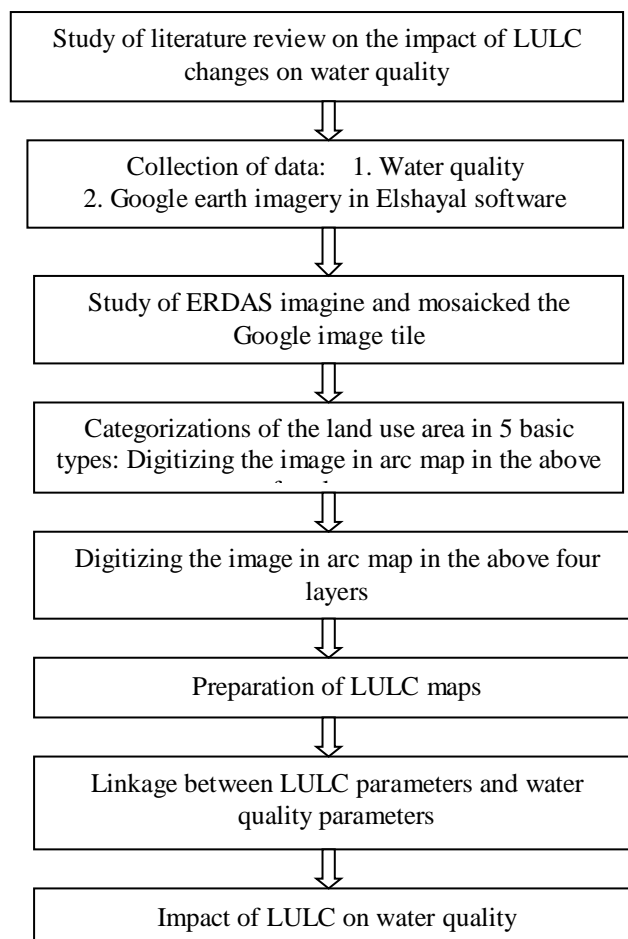 Study of literature review on the impact of LULC
changes on water quality
Collection of data: 1. Water quality
2. Google earth imagery in Elshayal software
Study of ERDAS imagine and mosaicked the
Google image tile
Categorizations of the land use area in 5 basic
types: Digitizing the image in arc map in the above
Digitizing the image in arc map in the above four
layers
Preparation of LULC maps
Linkage between LULC parameters and water
quality parameters
Impact of LULC on water quality